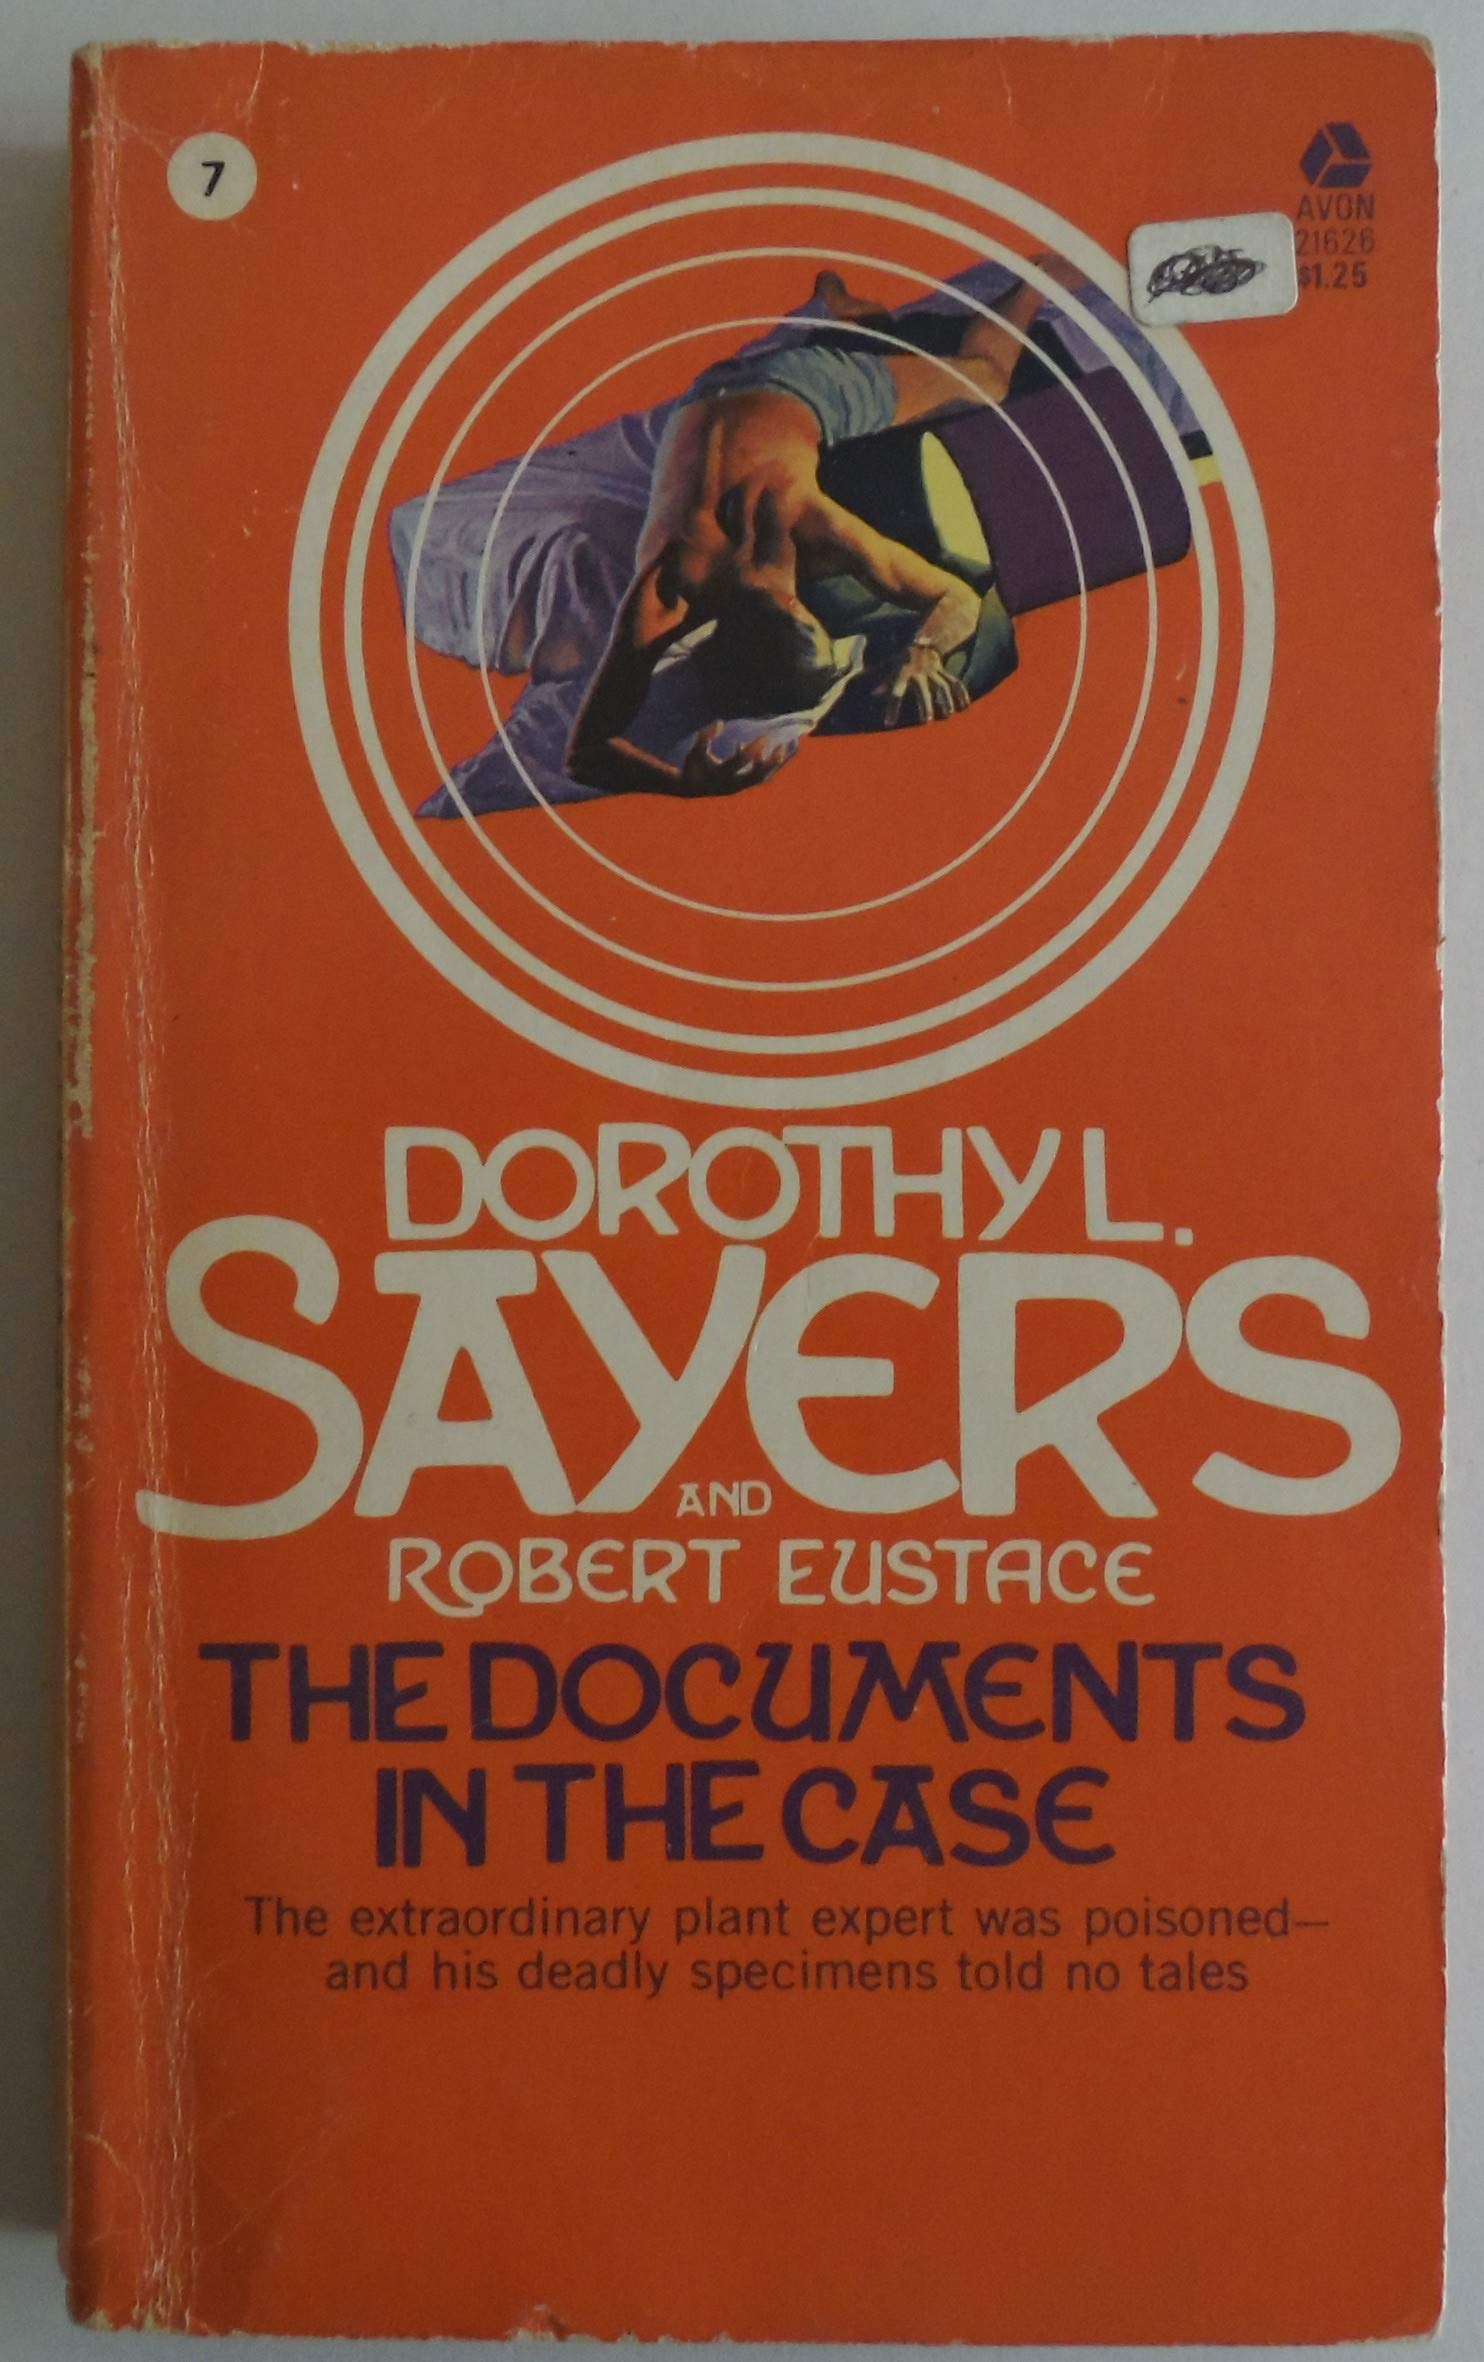 7
AVON
21626
$1.25
DOROTHY L.
SAYERS
AND
ROBERT EUSTACE
THE DOCUMENTS
IN THE CASE
The extraordinary plant expert was poisoned—
and his deadly specimens told no tales